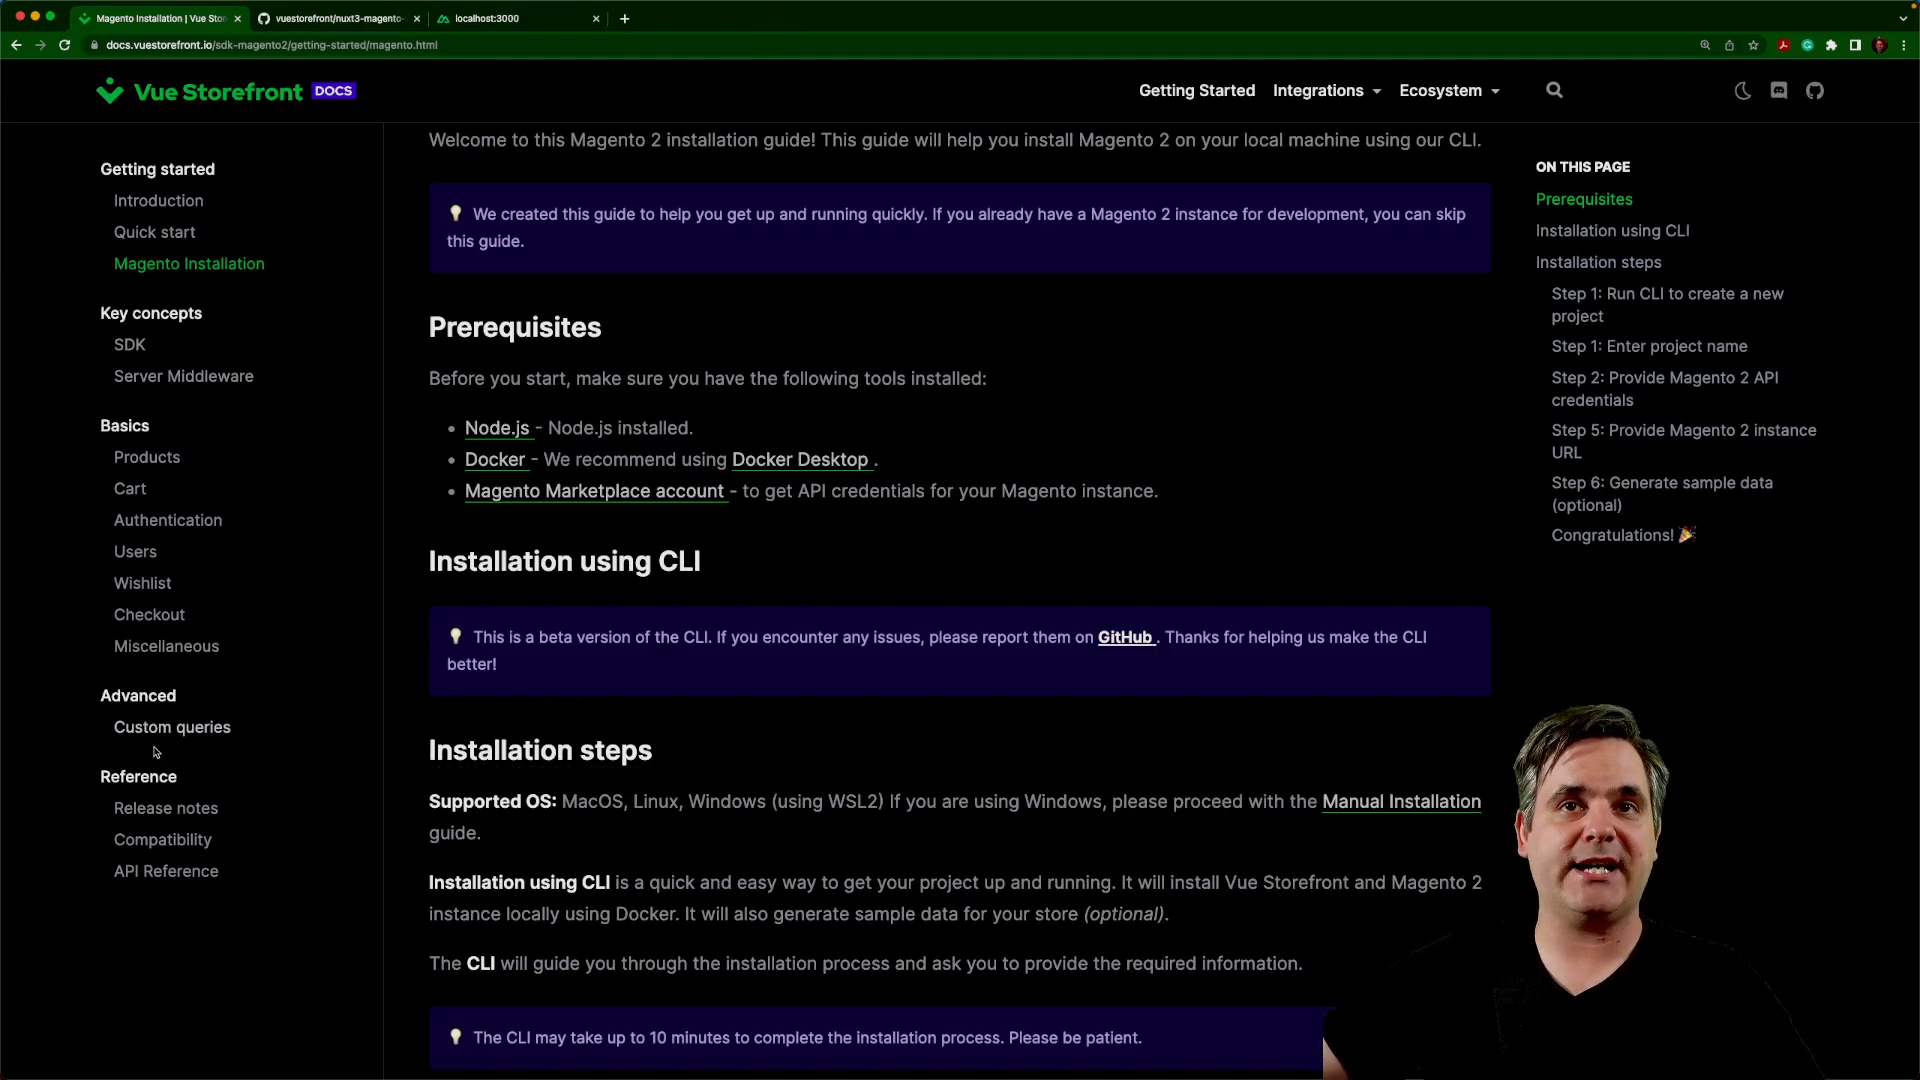 Magento Installation | Vue Stor
vuestorefront/nuxt3-magento-
localhost:3000
docs.vuestorefront.io/sdk-magento2/getting-started/magento.html
Vue Storefront DOCS
Getting Started
Integrations
Ecosystem
Getting started
Introduction
Quick start
Magento Installation
Key concepts
SDK
Server Middleware
Basics
Products
Cart
Authentication
Users
Wishlist
Checkout
Miscellaneous
Advanced
Custom queries
Reference
Release notes
Compatibility
API Reference
Welcome to this Magento 2 installation guide! This guide will help you install Magento 2 on your local machine using our CLI.
💡 We created this guide to help you get up and running quickly. If you already have a Magento 2 instance for development, you can skip
this guide.
Prerequisites
Before you start, make sure you have the following tools installed:
• Node.js - Node.js installed.
• Docker - We recommend using Docker Desktop .
• Magento Marketplace account - to get API credentials for your Magento instance.
Installation using CLI
💡 This is a beta version of the CLI. If you encounter any issues, please report them on GitHub . Thanks for helping us make the CLI
better!
Installation steps
Supported OS: MacOS, Linux, Windows (using WSL2) If you are using Windows, please proceed with the Manual Installation
guide.
Installation using CLI is a quick and easy way to get your project up and running. It will install Vue Storefront and Magento 2
instance locally using Docker. It will also generate sample data for your store (optional).
The CLI will guide you through the installation process and ask you to provide the required information.
💡 The CLI may take up to 10 minutes to complete the installation process. Please be patient.
ON THIS PAGE
Prerequisites
Installation using CLI
Installation steps
Step 1: Run CLI to create a new
project
Step 1: Enter project name
Step 2: Provide Magento 2 API
credentials
Step 5: Provide Magento 2 instance
URL
Step 6: Generate sample data
(optional)
Congratulations! 🎉